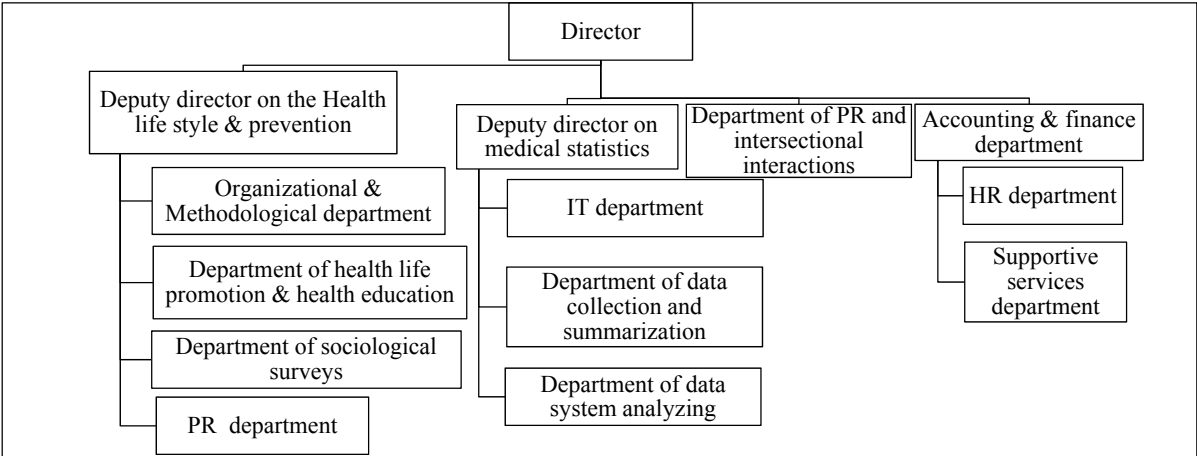 Director
Deputy director on the Health
life style & prevention
Organizational &
Methodological department
Department of health life
promotion & health education
Department of sociological
surveys
PR department
Deputy director on
medical statistics
IT department
Department of data
collection and
summarization
Department of data
system analyzing
Department of PR and
intersectional
interactions
Accounting & finance
department
HR department
Supportive
services
department